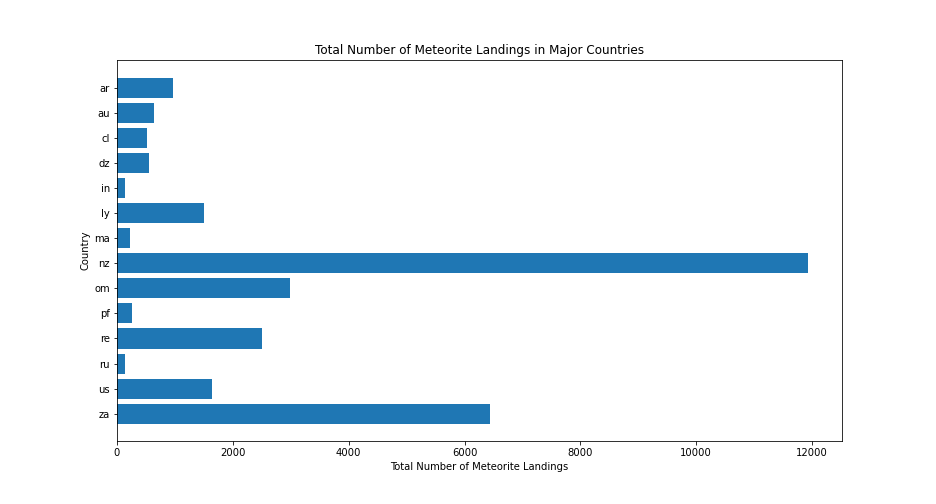 Total Number of Meteorite Landings in Major Countries
Country
ar
au
cl
dz
in
ly
ma
nz
om
pf
re
ru
us
za
0 2000 4000 6000 8000 10000 12000
Total Number of Meteorite Landings